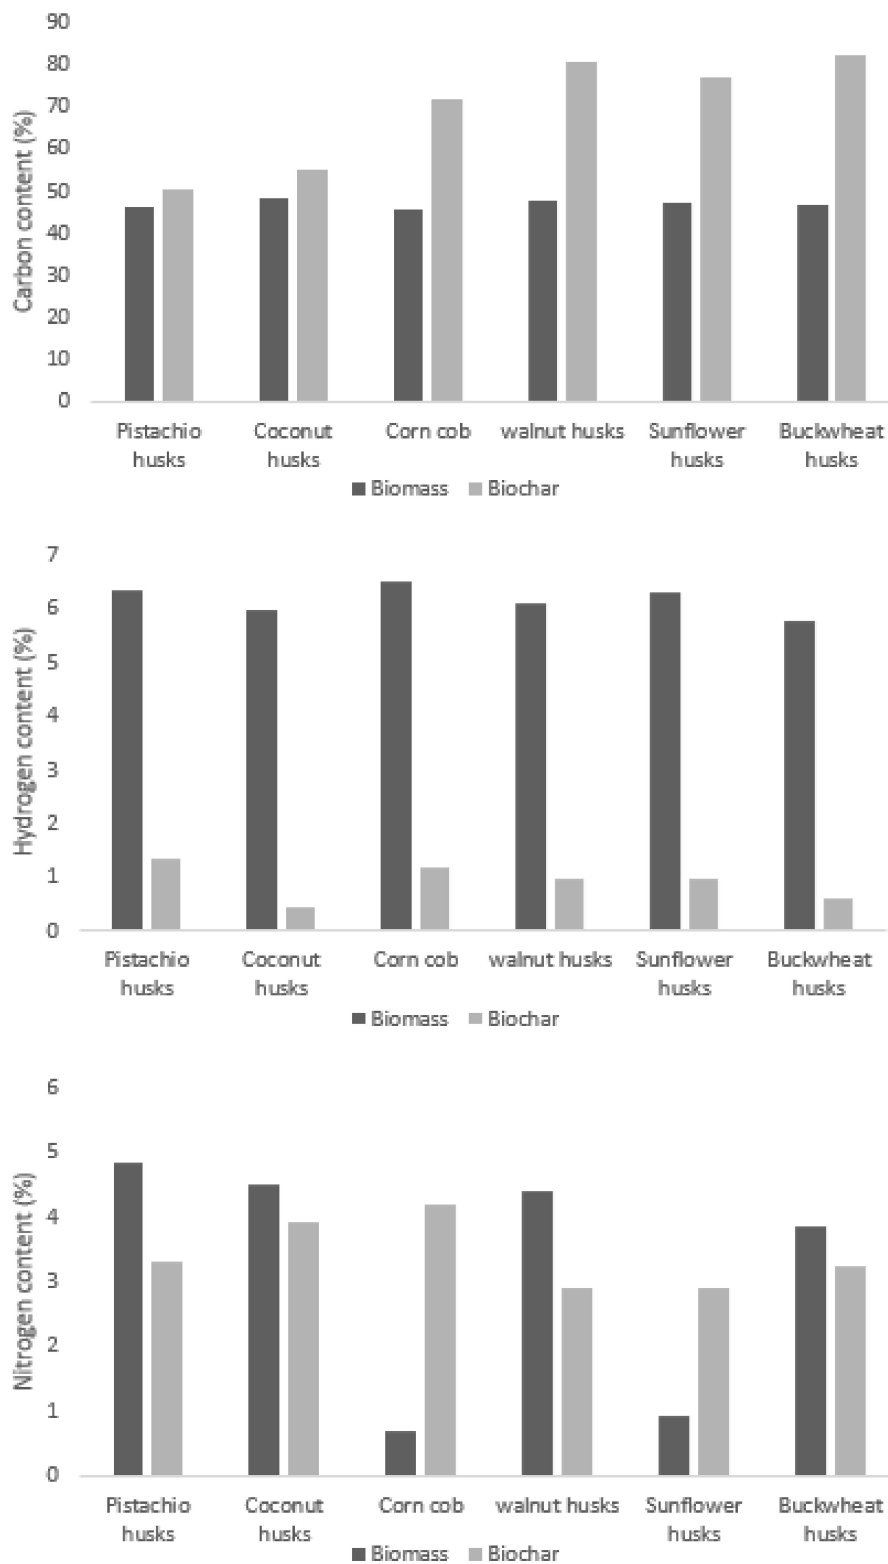 Carbon content (%)
90
80
70
60
50
40
30
20
10
0
Pistachio husks
Coconut husks
Corn cob
walnut husks
Sunflower husks
Buckwheat husks
Biomass
Biochar
Hydrogen content (%)
7
6
5
4
3
2
1
0
Pistachio husks
Coconut husks
Corn cob
walnut husks
Sunflower husks
Buckwheat husks
Biomass
Biochar
Nitrogen content (%)
6
5
4
3
2
1
0
Pistachio husks
Coconut husks
Corn cob
walnut husks
Sunflower husks
Buckwheat husks
Biomass
Biochar